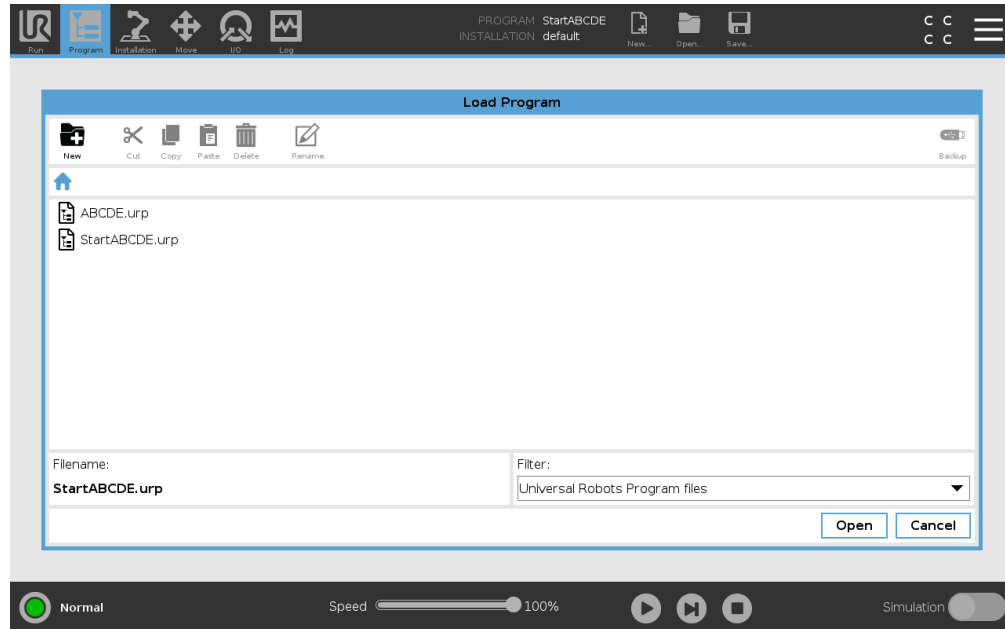 UR
PROGRAM StartABCDE
INSTALLATION default
Run Program Installation Move I/O Log
New... Open... Save...
C C
C C
Load Program
New Cut Copy Paste Delete Rename Backup
ABCDE.urp
StartABCDE.urp
Filename: Filter:
StartABCDE.urp Universal Robots Program files
Open Cancel
Normal Speed 100% Simulation